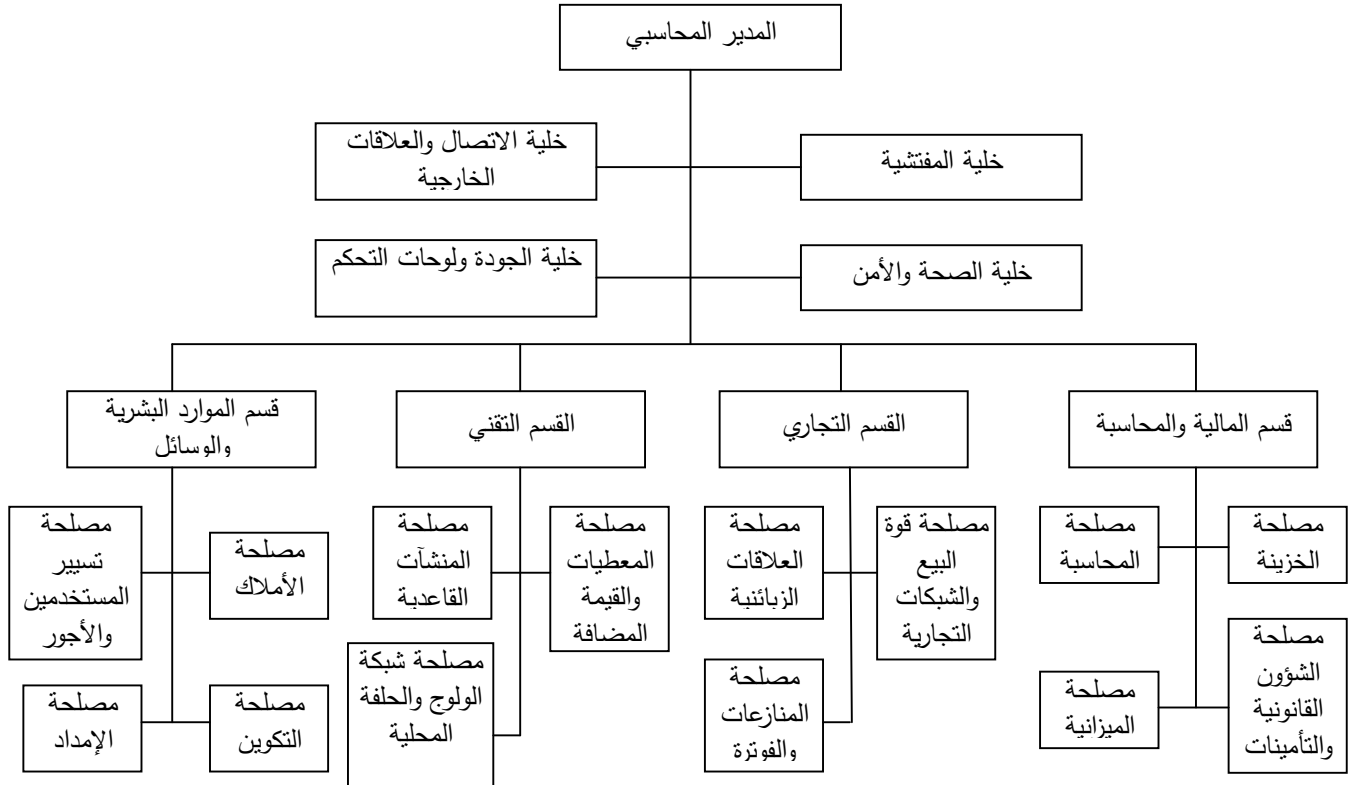 المدير المحاسبي
خلية المفتشية
خلية الاتصال والعلاقات
الخارجية
خلية الصحة والأمن
خلية الجودة ولوحات التحكم
قسم المالية والمحاسبة
القسم التجاري
القسم التقني
قسم الموارد البشرية
والوسائل
مصلحة
الخزينة
مصلحة
المحاسبة
مصلحة
الشؤون
القانونية
والتأمينات
مصلحة
الميزانية
مصلحة قوة
البيع
والشبكات
التجارية
مصلحة
العلاقات
الزبائنية
مصلحة
المنازعات
والفوترة
مصلحة
المعطيات
والقيمة
المضافة
مصلحة
المنشآت
القاعدية
مصلحة شبكة
الولوج والحلفة
المحلية
مصلحة
الأملاك
مصلحة
تسيير
المستخدمين
والأجور
مصلحة
التكوين
مصلحة
الإمداد